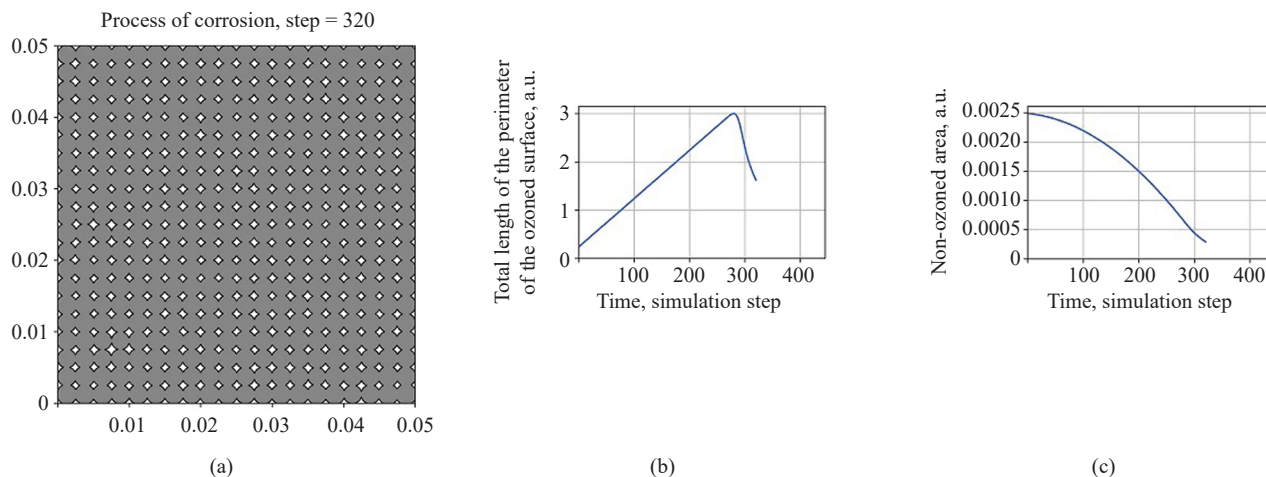 Process of corrosion, step = 320
0.05
0.04
0.03
0.02
0.01
0
0.01 0.02 0.03 0.04 0.05
(a)
Total length of the perimeter
of the ozoned surface, a.u.
3
2
1
0
100 200 300 400
Time, simulation step
(b)
Non-ozoned area, a.u.
0.0025
0.0020
0.0015
0.0010
0.0005
0
100 200 300 400
Time, simulation step
(c)